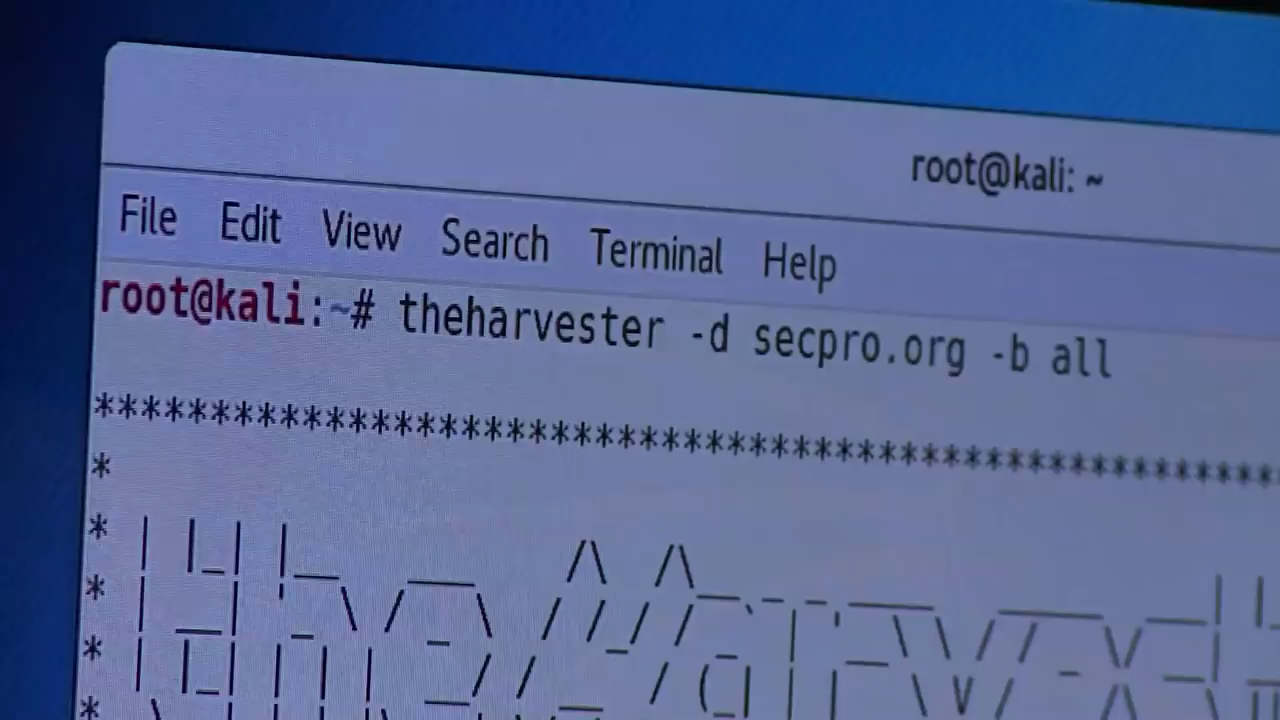 root@kali: ~
File Edit View Search Terminal Help
root@kali:~# theharvester -d secpro.org -b all
*******************************************************
*
*
*
*
*